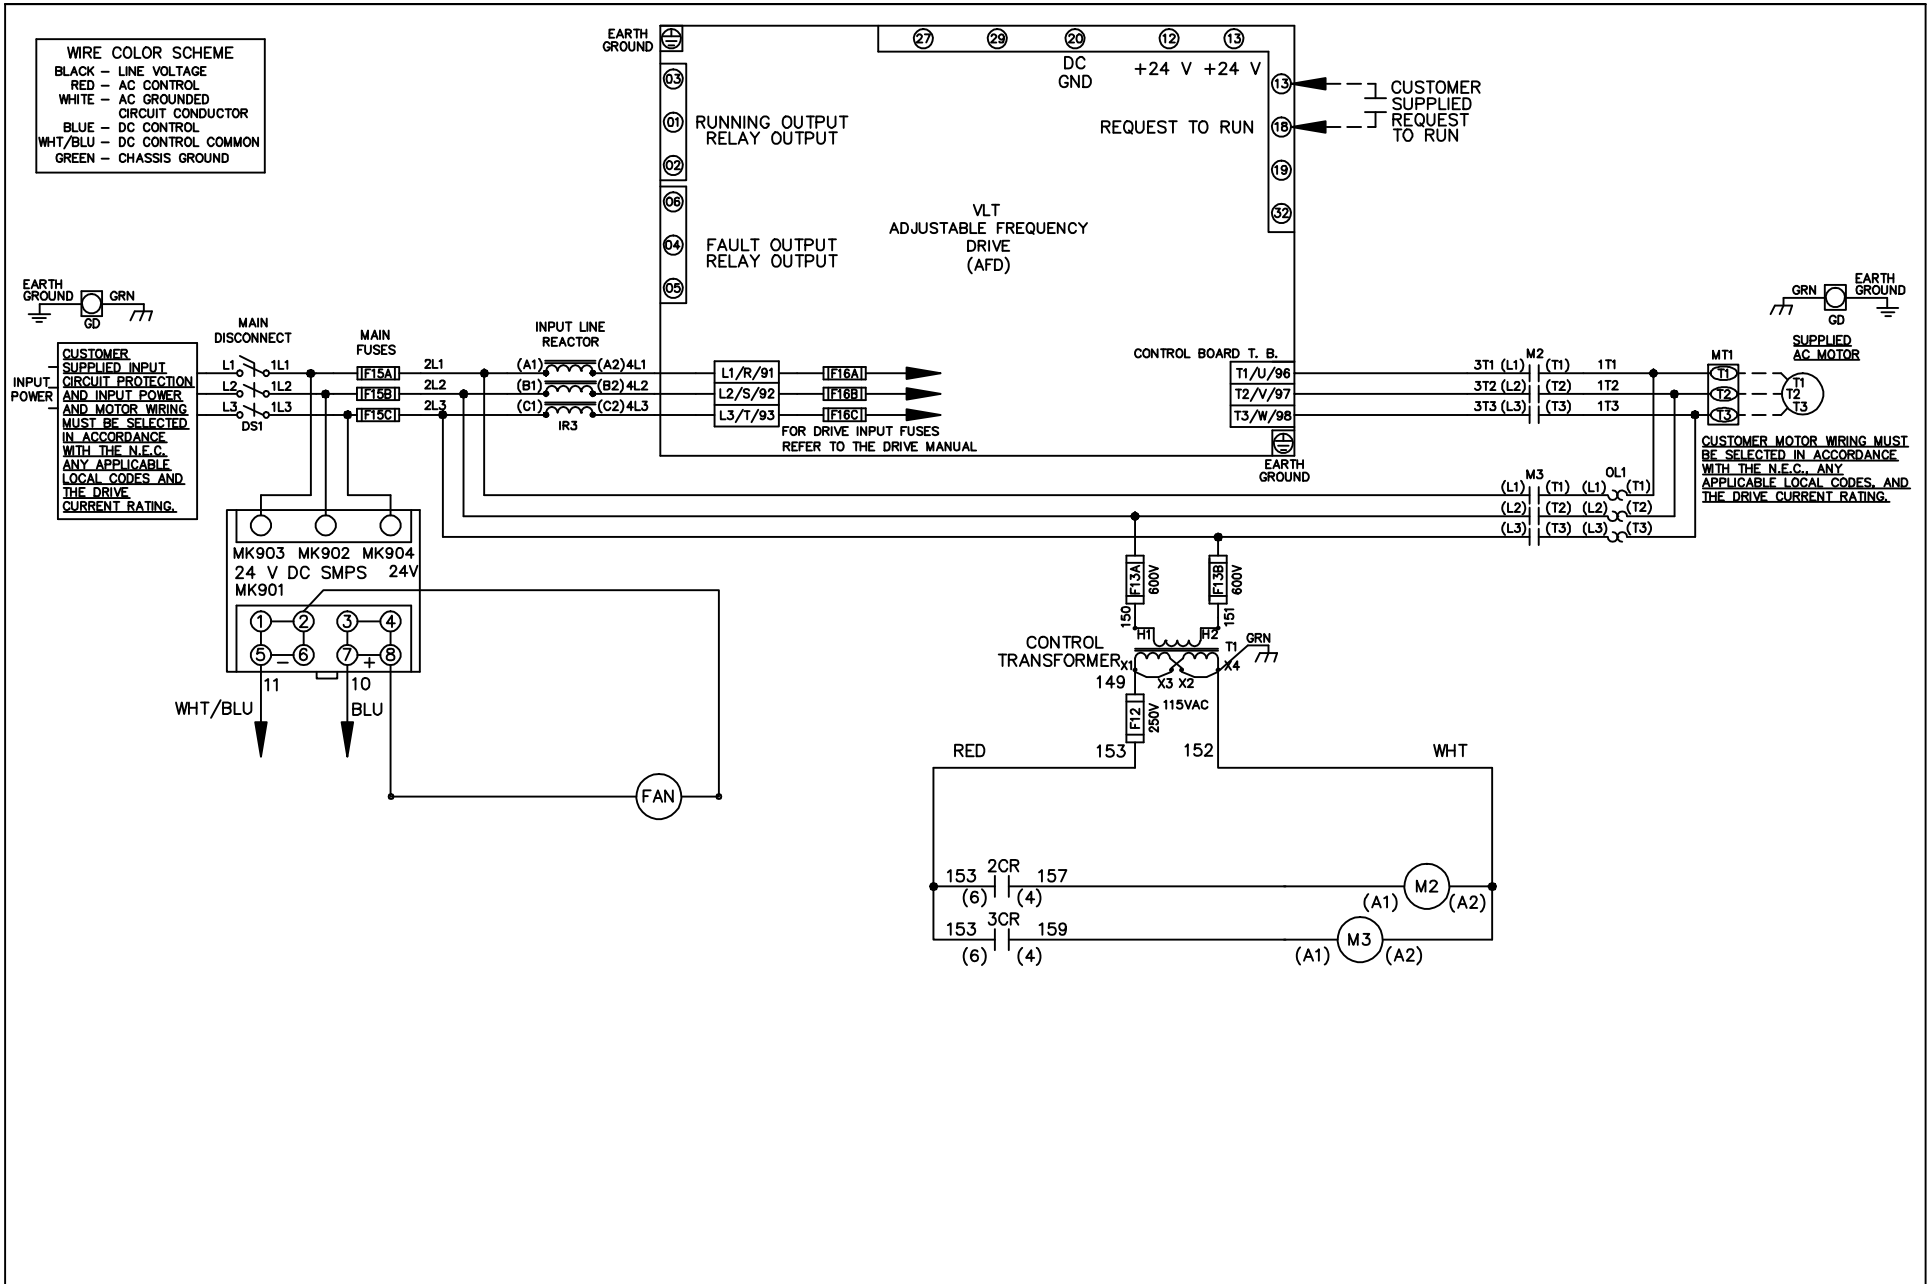 WIRE COLOR SCHEME
BLACK – LINE VOLTAGE
RED – AC CONTROL
WHITE – AC GROUNDED
CIRCUIT CONDUCTOR
BLUE – DC CONTROL
WHT/BLU – DC CONTROL COMMON
GREEN – CHASSIS GROUND
EARTH
GROUND
03
01
02
RUNNING OUTPUT
RELAY OUTPUT
06
04
05
FAULT OUTPUT
RELAY OUTPUT
27
29
20
12
13
DC
GND
+24 V
+24 V
13
18
19
32
REQUEST TO RUN
CUSTOMER
SUPPLIED
REQUEST
TO RUN
VLT
ADJUSTABLE FREQUENCY
DRIVE
(AFD)
EARTH
GROUND
GRN
GD
INPUT
POWER
CUSTOMER
SUPPLIED INPUT
CIRCUIT PROTECTION
AND INPUT POWER
AND MOTOR WIRING
MUST BE SELECTED
IN ACCORDANCE
WITH THE N.E.C.
ANY APPLICABLE
LOCAL CODES AND
THE DRIVE
CURRENT RATING.
MAIN
DISCONNECT
L1 1L1
L2 1L2
L3 1L3
DS1
MAIN
FUSES
F15A
F15B
F15C
2L1
2L2
2L3
INPUT LINE
REACTOR
(A1) (A2) 4L1
(B1) (B2) 4L2
(C1) (C2) 4L3
IR3
L1/R/91
L2/S/92
L3/T/93
F16A
F16B
F16C
FOR DRIVE INPUT FUSES
REFER TO THE DRIVE MANUAL
CONTROL BOARD T. B.
T1/U/96
T2/V/97
T3/W/98
EARTH
GROUND
M2
3T1 (L1) (T1) 1T1
3T2 (L2) (T2) 1T2
3T3 (L3) (T3) 1T3
MT1
T1
T2
T3
GRN
GD
EARTH
GROUND
SUPPLIED
AC MOTOR
T1
T2
T3
CUSTOMER MOTOR WIRING MUST
BE SELECTED IN ACCORDANCE
WITH THE N.E.C., ANY
APPLICABLE LOCAL CODES, AND
THE DRIVE CURRENT RATING.
M3
OL1
(L1) (T1) (L1) (T1)
(L2) (T2) (L2) (T2)
(L3) (T3) (L3) (T3)
MK903 MK902 MK904
24 V DC SMPS 24V
MK901
1 2 3 4
5 – 6 7 + 8
11
10
WHT/BLU
BLU
FAN
F13A
600V
F13B
600V
150
151
H1
H2
CONTROL
TRANSFORMER
T1
GRN
X1
X3 X2
X4
149
115VAC
F12
250V
153
152
RED
WHT
153 2CR 157
(6) (4)
M2
(A1) (A2)
153 3CR 159
(6) (4)
M3
(A1) (A2)